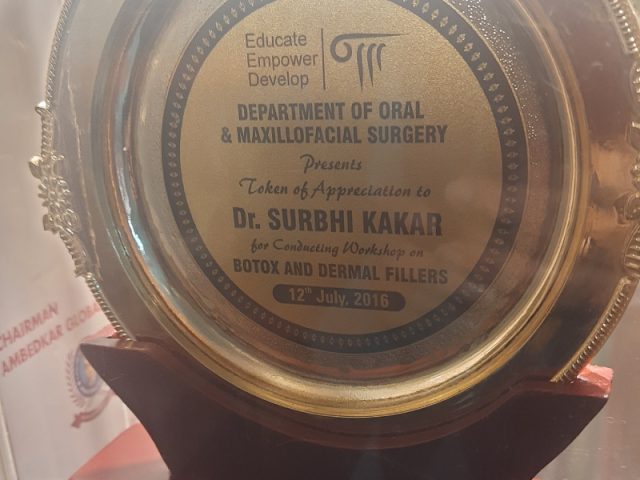 Educate
Empower
Develop
DEPARTMENT OF ORAL
& MAXILLOFACIAL SURGERY
Presents
Token of Appreciation to
Dr. SURBHI KAKAR
for Conducting Workshop on
BOTOX AND DERMAL FILLERS
12th July, 2016
CHAIRMAN
AMBEDKAR GLOBAL